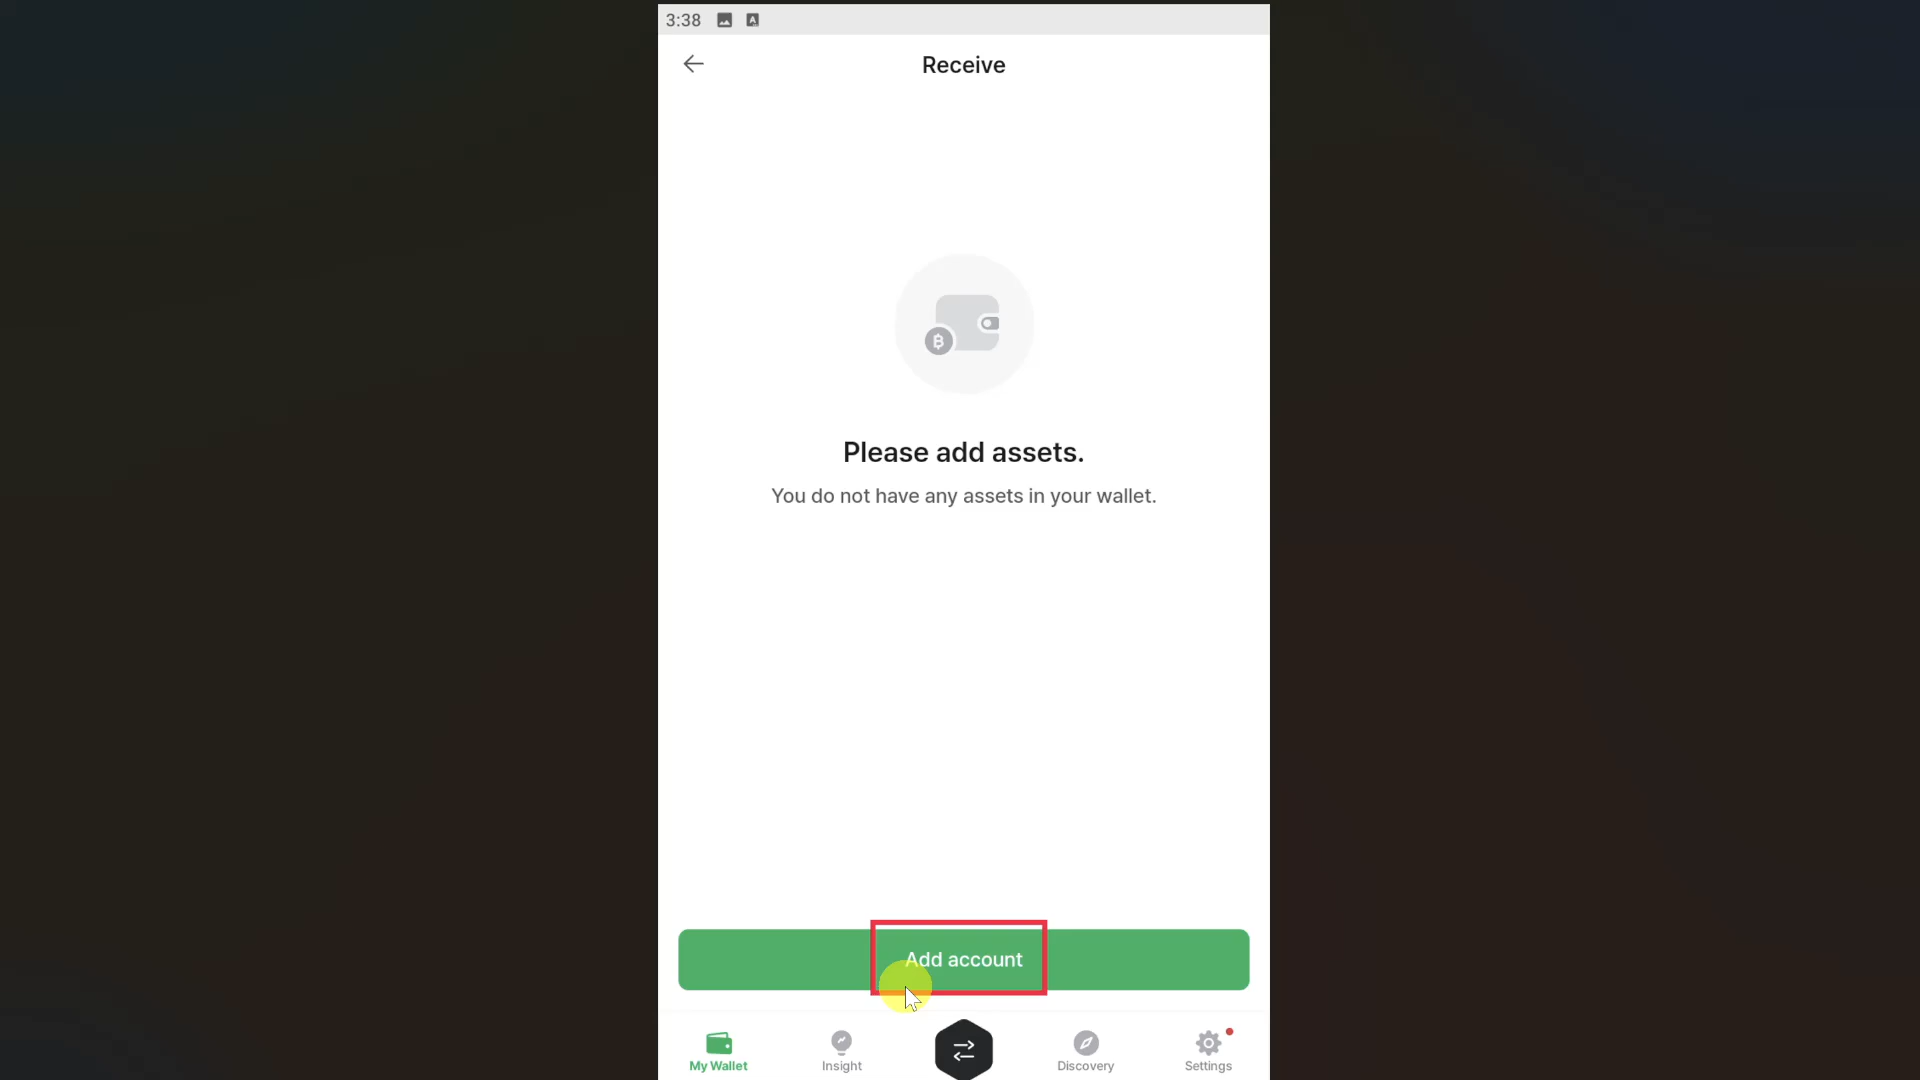 3:38
Receive
Please add assets.
You do not have any assets in your wallet.
Add account
My Wallet
Insight
Discovery
Settings